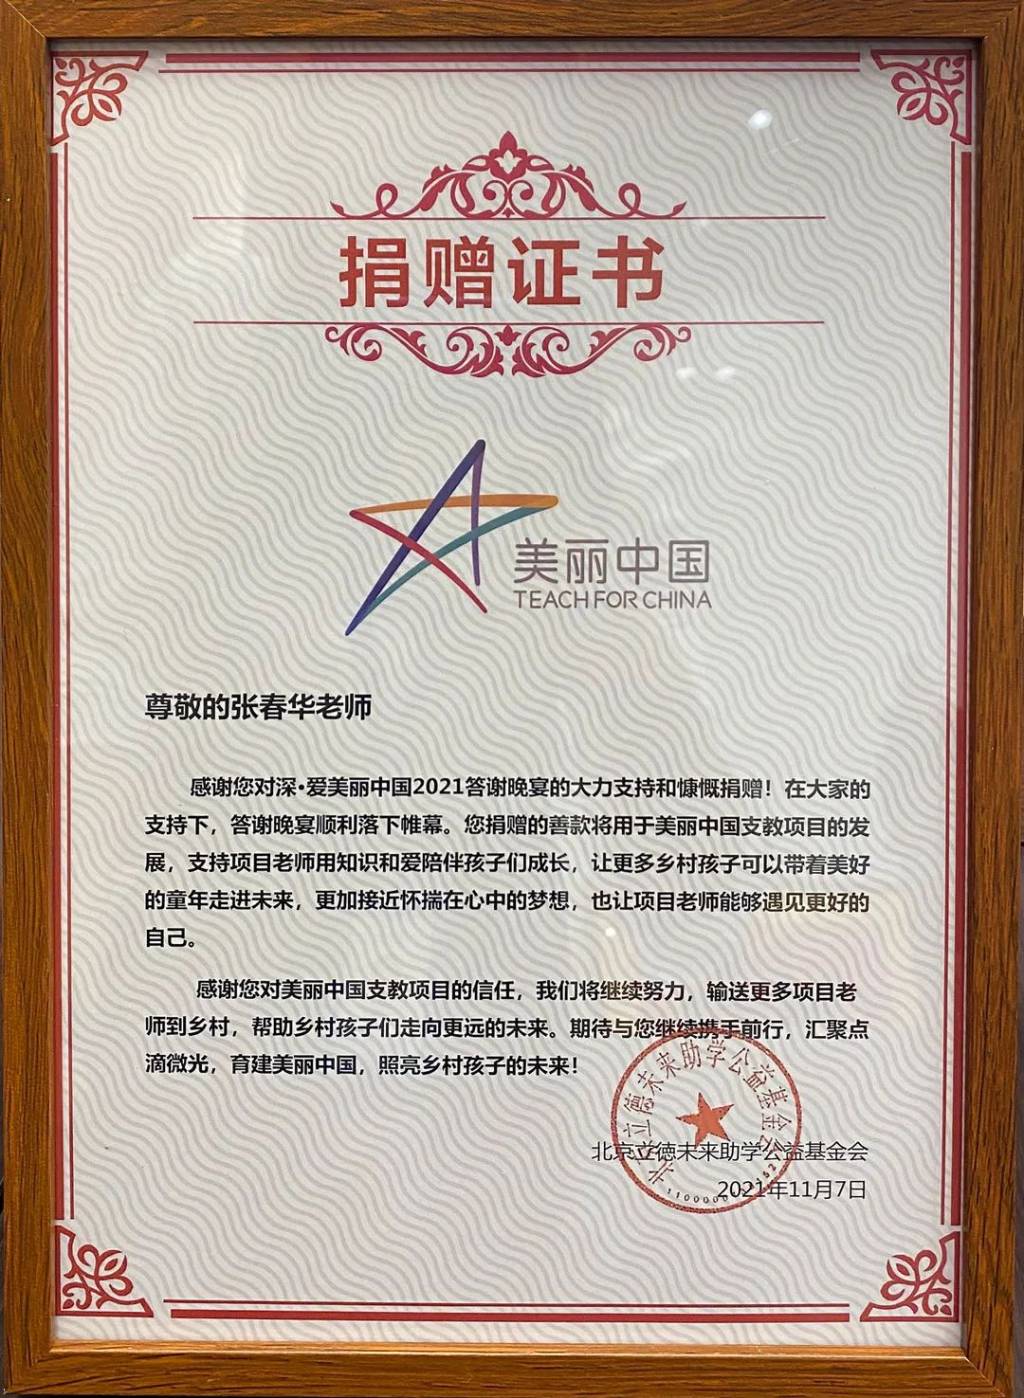 捐赠证书
美丽中国
TEACH FOR CHINA
尊敬的张春华老师
感谢您对深·爱美丽中国2021答谢晚宴的大力支持和慷慨捐赠！在大家的
支持下，答谢晚宴顺利落下帷幕。您捐赠的善款将用于美丽中国支教项目的发
展，支持项目老师用知识和爱陪伴孩子们成长，让更多乡村孩子可以带着美好
的童年走进未来，更加接近怀揣在心中的梦想，也让项目老师能够遇见更好的
自己。
感谢您对美丽中国支教项目的信任，我们将继续努力，输送更多项目老
师到乡村，帮助乡村孩子们走向更远的未来。期待与您继续携手前行，汇聚点
滴微光，育建美丽中国，照亮乡村孩子的未来！
北京立德未来助学公益基金会
北京立德未来助学公益基金会
2021年11月7日